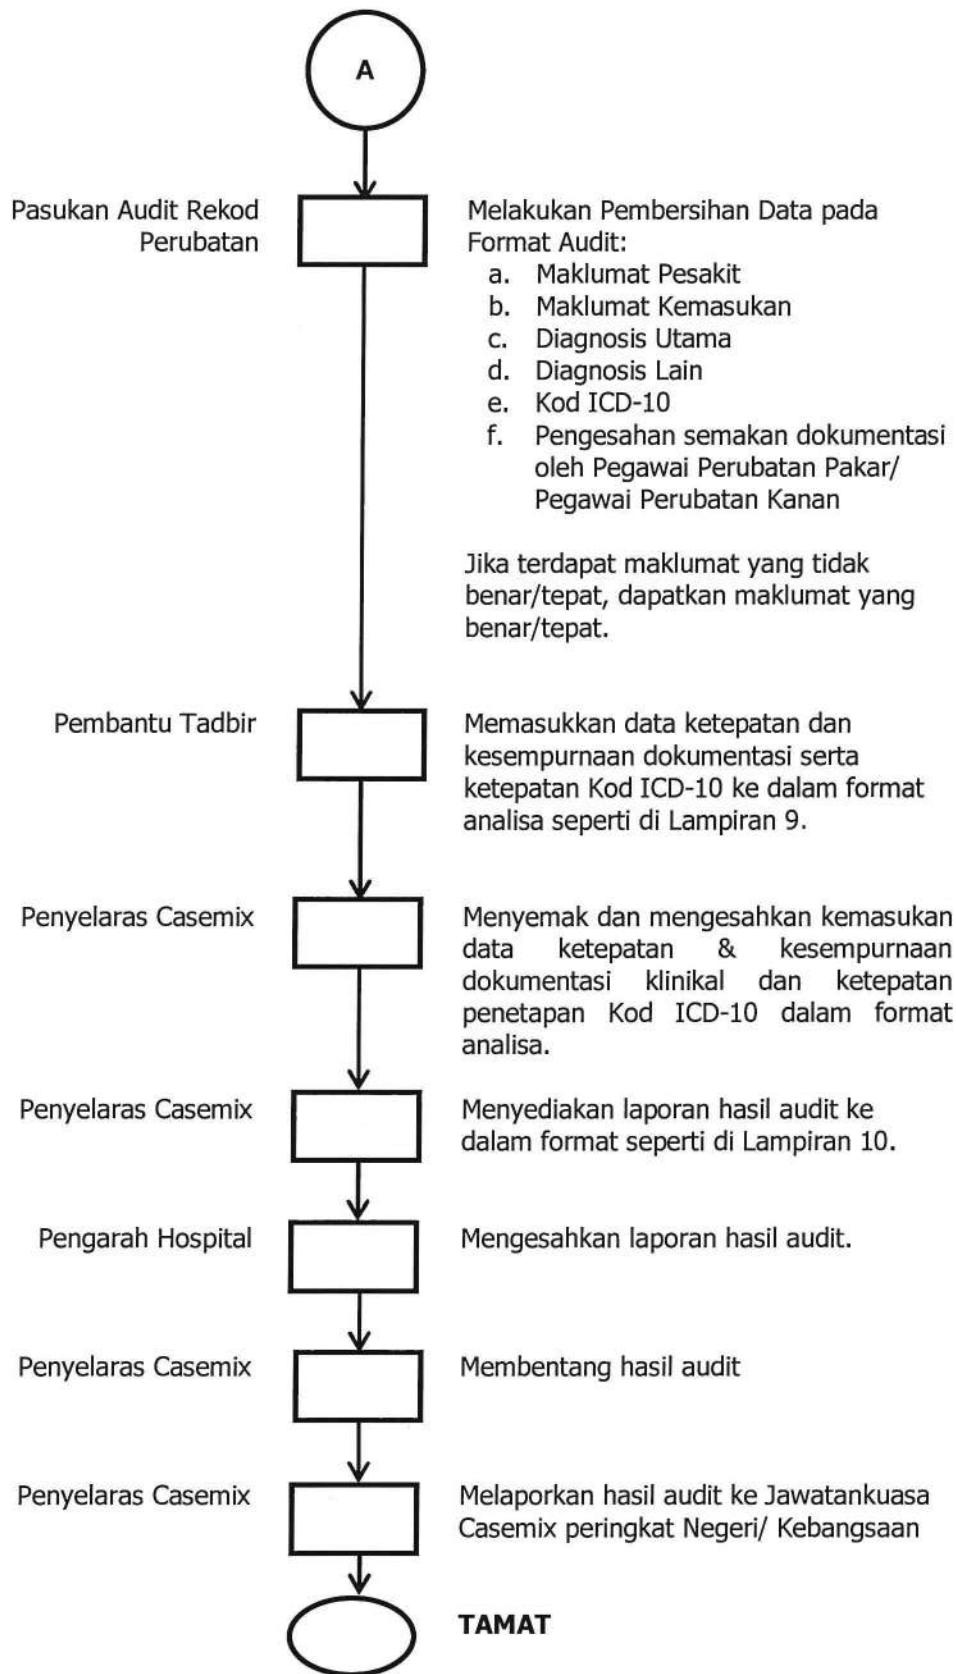 A
Pasukan Audit Rekod
Perubatan
Melakukan Pembersihan Data pada
Format Audit:
a. Maklumat Pesakit
b. Maklumat Kemasukan
c. Diagnosis Utama
d. Diagnosis Lain
e. Kod ICD-10
f. Pengesahan semakan dokumentasi
oleh Pegawai Perubatan Pakar/
Pegawai Perubatan Kanan
Jika terdapat maklumat yang tidak
benar/tepat, dapatkan maklumat yang
benar/tepat.
Pembantu Tadbir
Memasukkan data ketepatan dan
kesempurnaan dokumentasi serta
ketepatan Kod ICD-10 ke dalam format
analisa seperti di Lampiran 9.
Penyelaras Casemix
Menyemak dan mengesahkan kemasukan
data ketepatan & kesempurnaan
dokumentasi klinikal dan ketepatan
penetapan Kod ICD-10 dalam format
analisa.
Penyelaras Casemix
Menyediakan laporan hasil audit ke
dalam format seperti di Lampiran 10.
Pengarah Hospital
Mengesahkan laporan hasil audit.
Penyelaras Casemix
Membentang hasil audit
Penyelaras Casemix
Melaporkan hasil audit ke Jawatankuasa
Casemix peringkat Negeri/ Kebangsaan
TAMAT